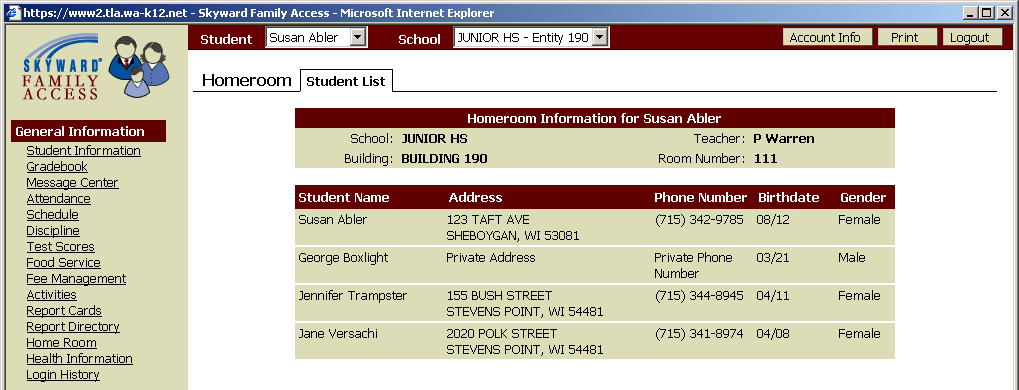 https://www2.tla.wa-k12.net - Skyward Family Access - Microsoft Internet Explorer
Student Susan Abler School JUNIOR HS - Entity 190 Account Info Print Logout
SKYWARD®
FAMILY
ACCESS
Homeroom Student List
General Information
Student Information
Gradebook
Message Center
Attendance
Schedule
Discipline
Test Scores
Food Service
Fee Management
Activities
Report Cards
Report Directory
Home Room
Health Information
Login History
Homeroom Information for Susan Abler
School: JUNIOR HS Teacher: P Warren
Building: BUILDING 190 Room Number: 111
Student Name Address Phone Number Birthdate Gender
Susan Abler 123 TAFT AVE (715) 342-9785 08/12 Female
SHEBOYGAN, WI 53081
George Boxlight Private Address Private Phone 03/21 Male
Number
Jennifer Trampster 155 BUSH STREET (715) 344-8945 04/11 Female
STEVENS POINT, WI 54481
Jane Versachi 2020 POLK STREET (715) 341-8974 04/08 Female
STEVENS POINT, WI 54481